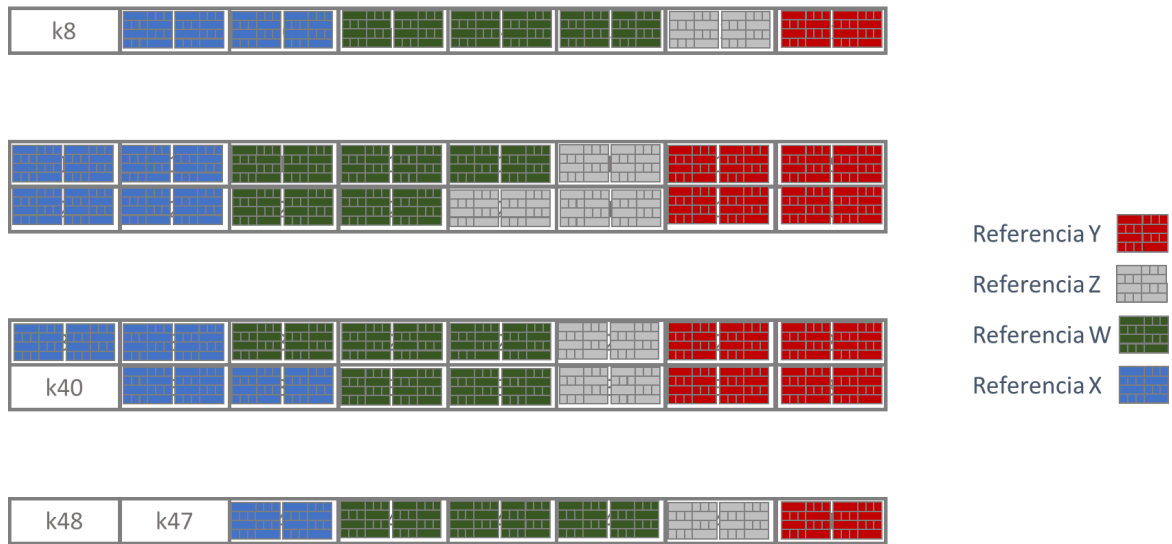 k8
Referencia Y
Referencia Z
Referencia W
k40
Referencia X
k48 k47